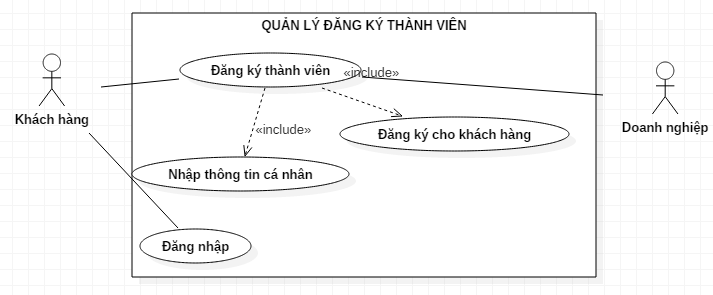 QUẢN LÝ ĐĂNG KÝ THÀNH VIÊN
Đăng ký thành viên
«include»
Khách hàng
Doanh nghiệp
«include»
Đăng ký cho khách hàng
Nhập thông tin cá nhân
Đăng nhập